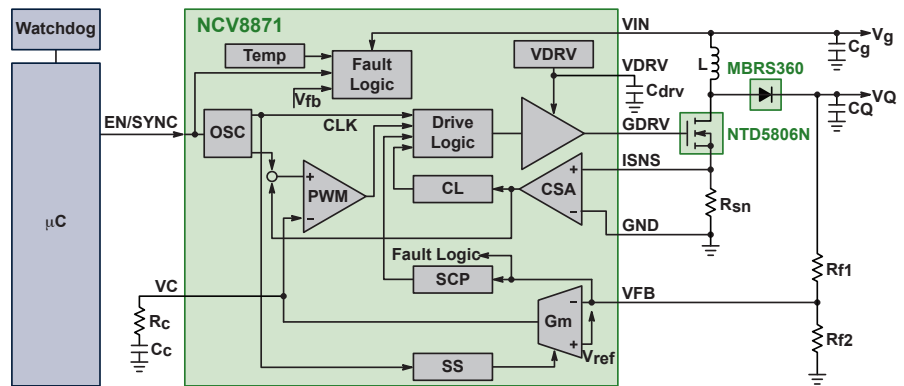 NCV8871
Watchdog
μC
EN/SYNC
VC
Rc
Cc
Temp
Fault
Logic
Vfb
OSC
CLK
Drive
Logic
VDRV
PWM
CL
CSA
Fault Logic
SCP
Gm
Vref
SS
VIN
VDRV
Cdrv
GDRV
ISNS
GND
VFB
L
Cg
Vg
MBRS360
VQ
CQ
NTD5806N
Rsn
Rf1
Rf2
+
−
+
−
−
+